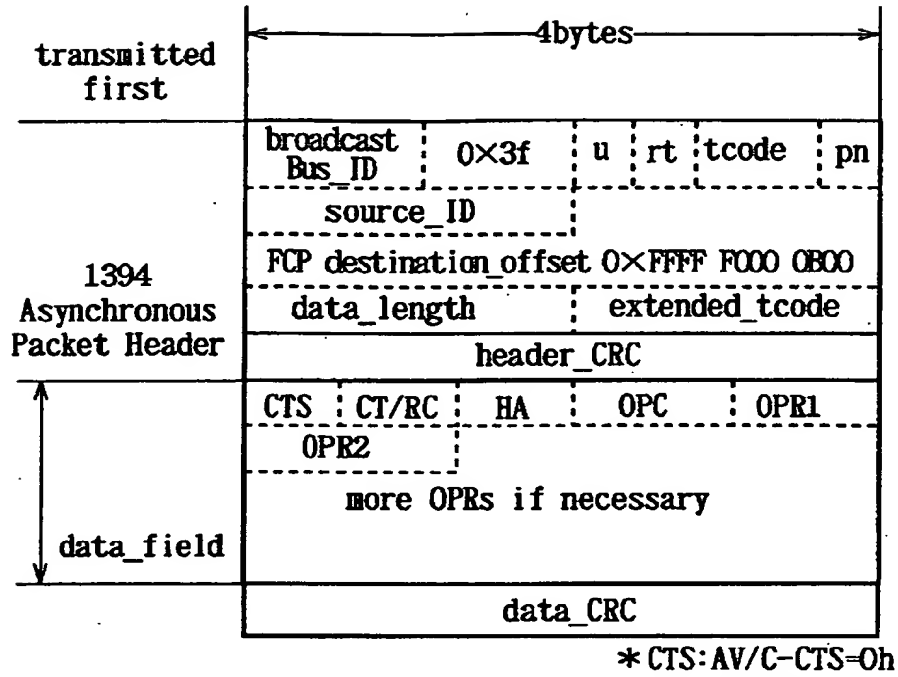 4bytes
transmitted
first
broadcast
Bus_ID
0×3f
u
rt
tcode
pn
source_ID
FCP destination_offset 0×FFFF F000 0B00
1394
Asynchronous
Packet Header
data_length
extended_tcode
header_CRC
CTS
CT/RC
HA
OPC
OPR1
OPR2
more OPRs if necessary
data_field
data_CRC
*CTS:AV/C-CTS=0h